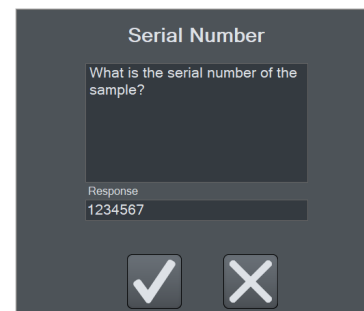 Serial Number
What is the serial number of the
sample?
Response
1234567